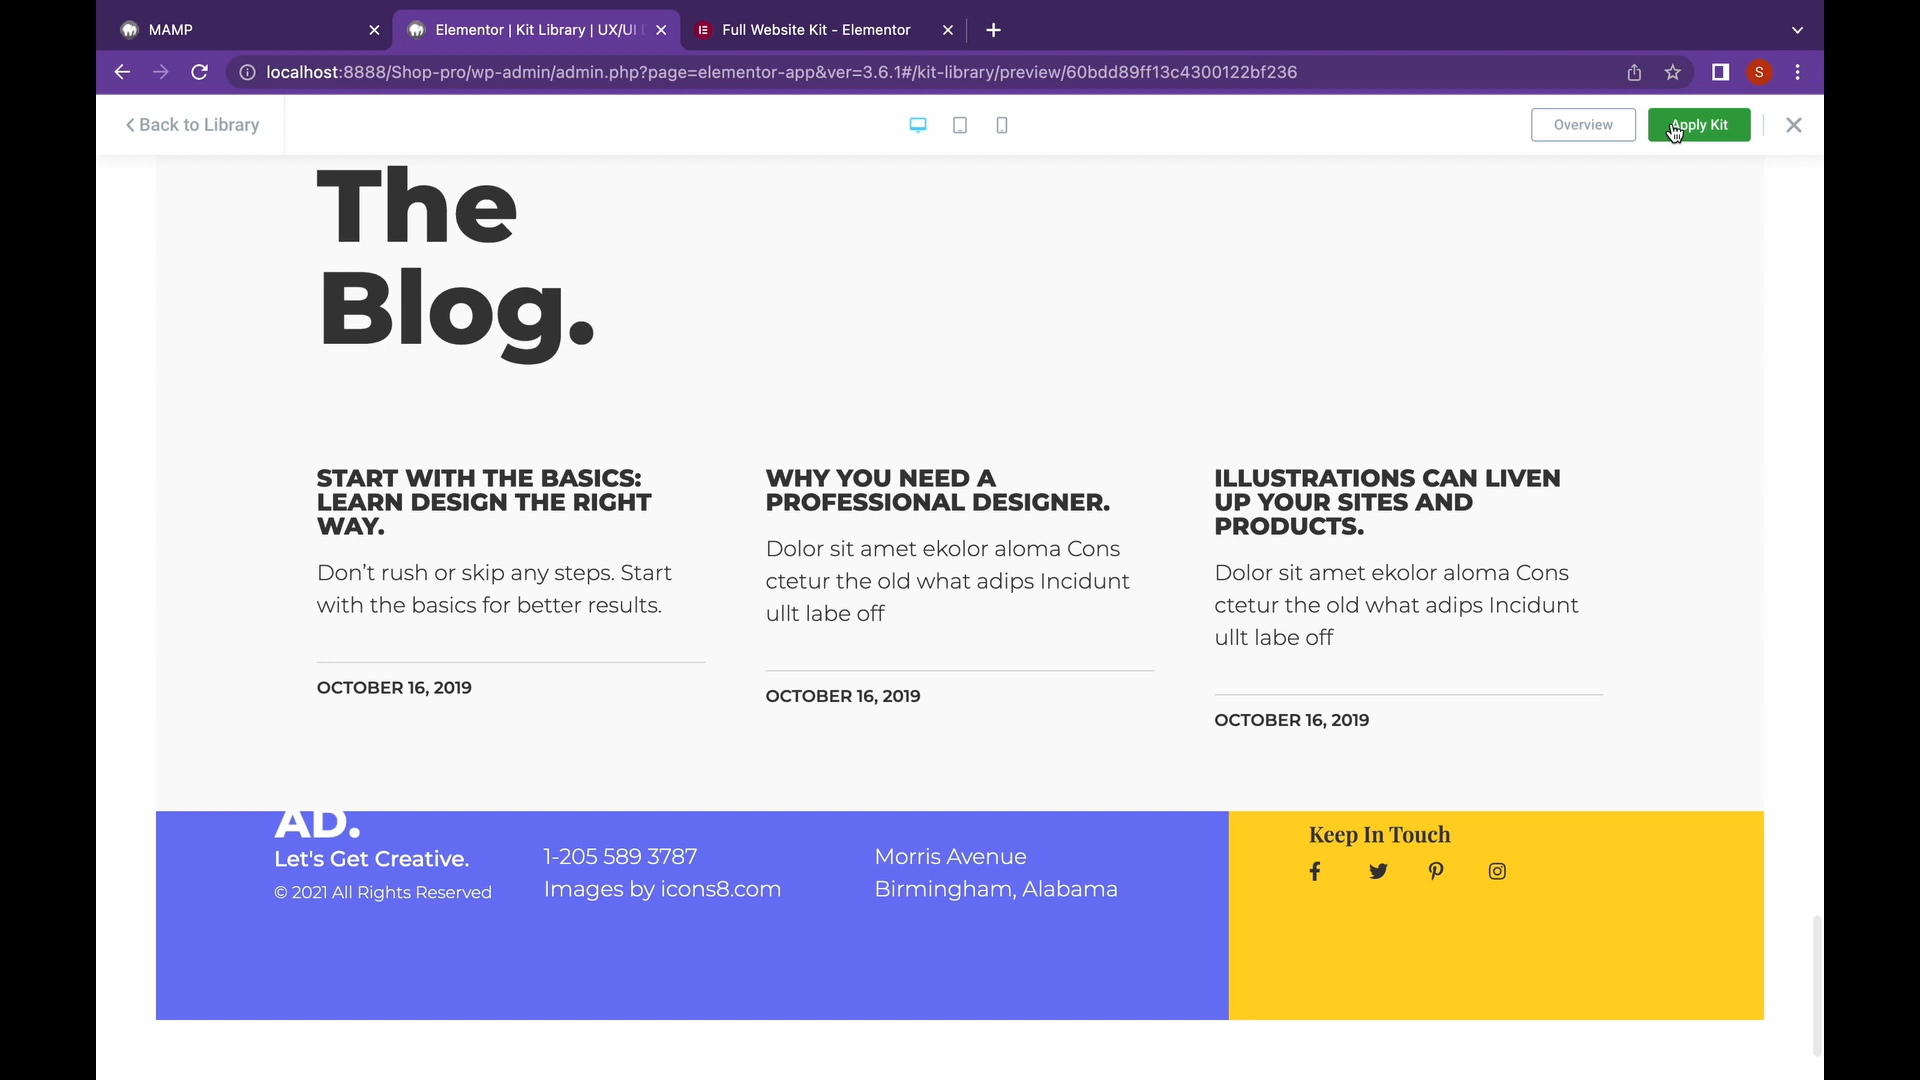 MAMP
Elementor | Kit Library | UX/UI
Full Website Kit - Elementor
localhost:8888/Shop-pro/wp-admin/admin.php?page=elementor-app&ver=3.6.1#/kit-library/preview/60bdd89ff13c4300122bf236
S
Back to Library
Overview
Apply Kit
The
Blog.
START WITH THE BASICS:
LEARN DESIGN THE RIGHT
WAY.
Don't rush or skip any steps. Start
with the basics for better results.
OCTOBER 16, 2019
WHY YOU NEED A
PROFESSIONAL DESIGNER.
Dolor sit amet ekolor aloma Cons
ctetur the old what adips Incidunt
ullt labe off
OCTOBER 16, 2019
ILLUSTRATIONS CAN LIVEN
UP YOUR SITES AND
PRODUCTS.
Dolor sit amet ekolor aloma Cons
ctetur the old what adips Incidunt
ullt labe off
OCTOBER 16, 2019
AD.
Let's Get Creative.
© 2021 All Rights Reserved
1-205 589 3787
Images by icons8.com
Morris Avenue
Birmingham, Alabama
Keep In Touch